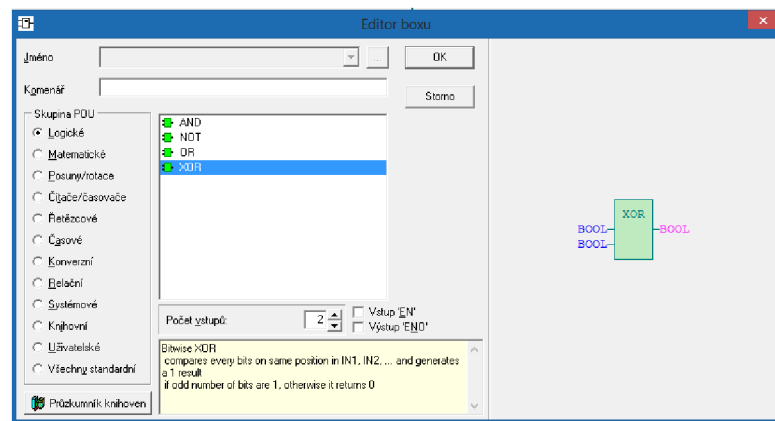 Editor boxu
Jméno
...
OK
Komenář
Storno
Skupina POU
Logické
Matematické
Posuny/rotace
Čítače/časovače
Řetězcové
Časové
Konverzní
Relační
Systémové
Knihovní
Uživatelské
Všechny standardní
Průzkumník knihoven
AND
NOT
OR
XOR
Počet vstupů:
2
Vstup 'EN'
Výstup 'ENO'
Bitwise XOR
compares every bits on same position in IN1, IN2, ... and generates
a 1 result
if odd number of bits are 1, otherwise it returns 0
XOR
BOOL
BOOL
BOOL